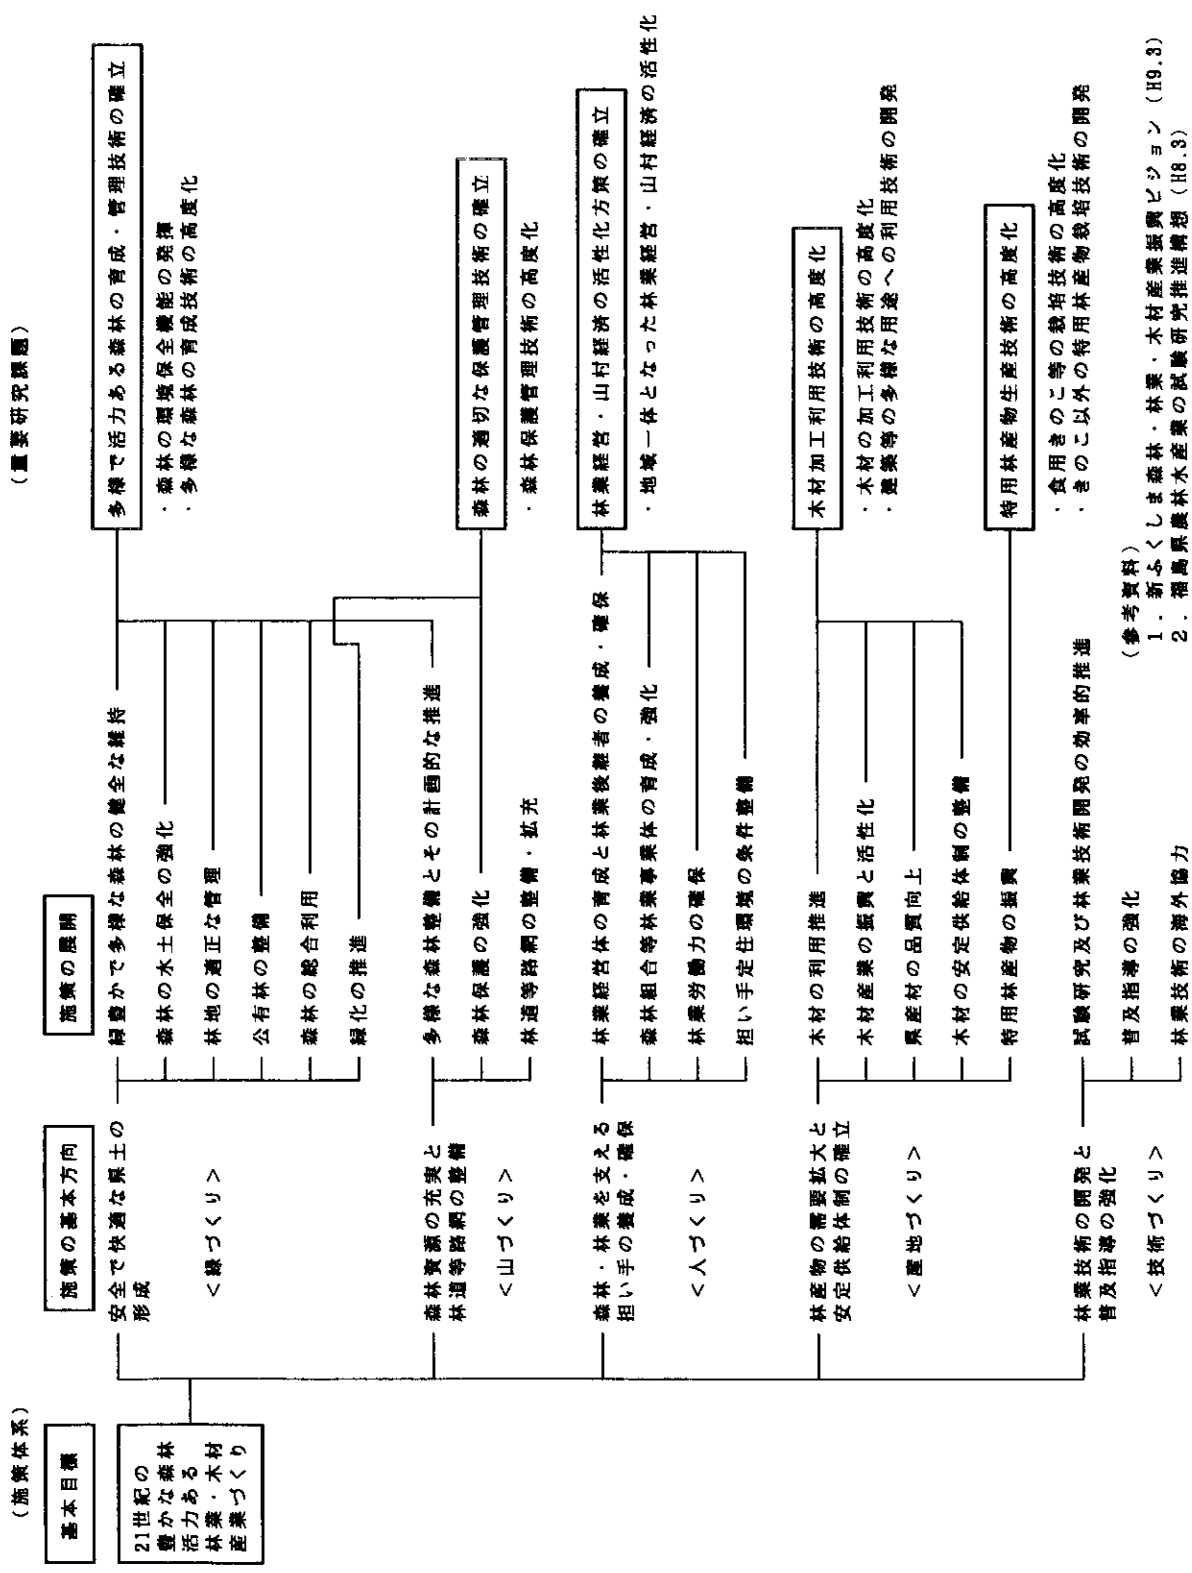 （施策体系）
（重要研究課題）
基本目標
施策の基本方向
施策の展開
21世紀の
豊かな森林
活力ある
林業・木材
産業づくり
安全で快適な県土の
形成
＜緑づくり＞
緑豊かで多様な森林の健全な維持
森林の水土保全の強化
林地の適正な管理
公有林の整備
森林の総合利用
緑化の推進
多様で活力ある森林の育成・管理技術の確立
・森林の環境保全機能の発揮
・多様な森林の育成技術の高度化
森林資源の充実と
林道等路網の整備
＜山づくり＞
多様な森林整備とその計画的な推進
森林保護の強化
林道等路網の整備・拡充
森林の適切な保護管理技術の確立
・森林保護管理技術の高度化
森林・林業を支える
担い手の養成・確保
＜人づくり＞
林業経営体の育成と林業後継者の養成・確保
森林組合等林業事業体の育成・強化
林業労働力の確保
担い手定住環境の条件整備
林業経営・山村経済の活性化方策の確立
・地域一体となった林業経営・山村経済の活性化
林産物の需要拡大と
安定供給体制の確立
＜産地づくり＞
木材の利用推進
木材産業の振興と活性化
県産材の品質向上
木材の安定供給体制の整備
特用林産物の振興
木材加工利用技術の高度化
・木材の加工利用技術の高度化
・建築等の多様な用途への利用技術の開発
特用林産物生産技術の高度化
・食用きのこ等の栽培技術の高度化
・きのこ以外の特用林産物栽培技術の開発
林業技術の開発と
普及指導の強化
＜技術づくり＞
試験研究及び林業技術開発の効率的推進
普及指導の強化
林業技術の海外協力
（参考資料）
1．新ふくしま森林・林業・木材産業振興ビジョン（H9.3）
2．福島県農林水産業の試験研究推進構想（H8.3）